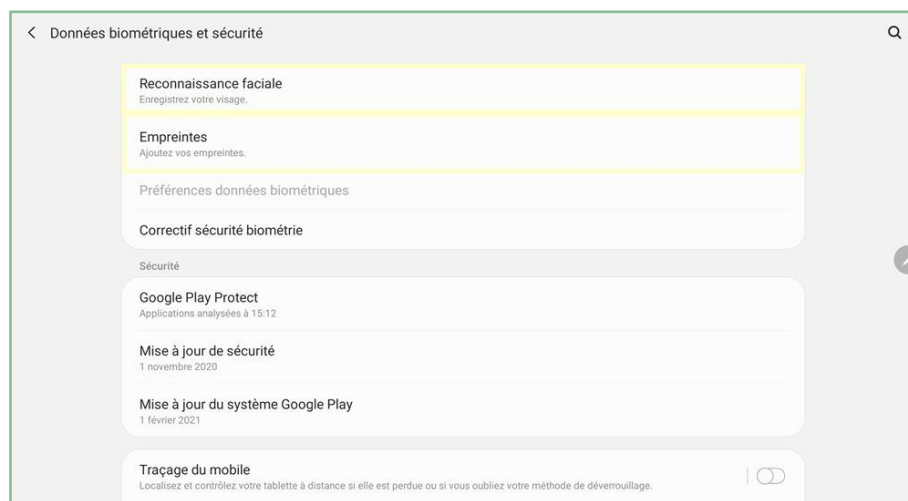 Données biométriques et sécurité
Reconnaissance faciale
Enregistrez votre visage.
Empreintes
Ajoutez vos empreintes.
Préférences données biométriques
Correctif sécurité biométrie
Sécurité
Google Play Protect
Applications analysées à 15:12
Mise à jour de sécurité
1 novembre 2020
Mise à jour du système Google Play
1 février 2021
Traçage du mobile
Localisez et contrôlez votre tablette à distance si elle est perdue ou si vous oubliez votre méthode de déverrouillage.